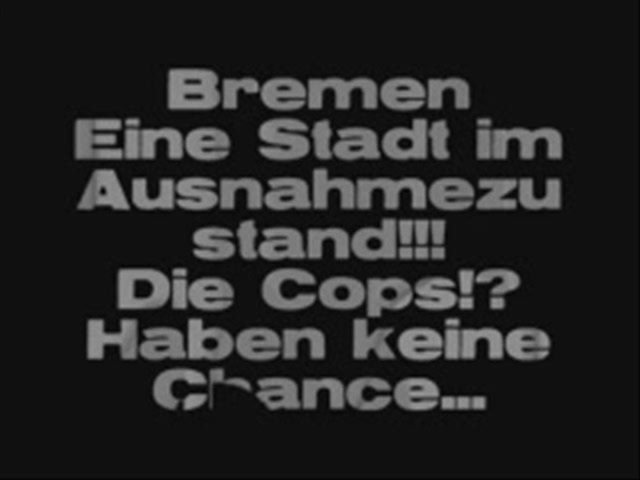 Bremen
Eine Stadt im
Ausnahmezu
stand!!!
Die Cops!?
Haben keine
Chance...